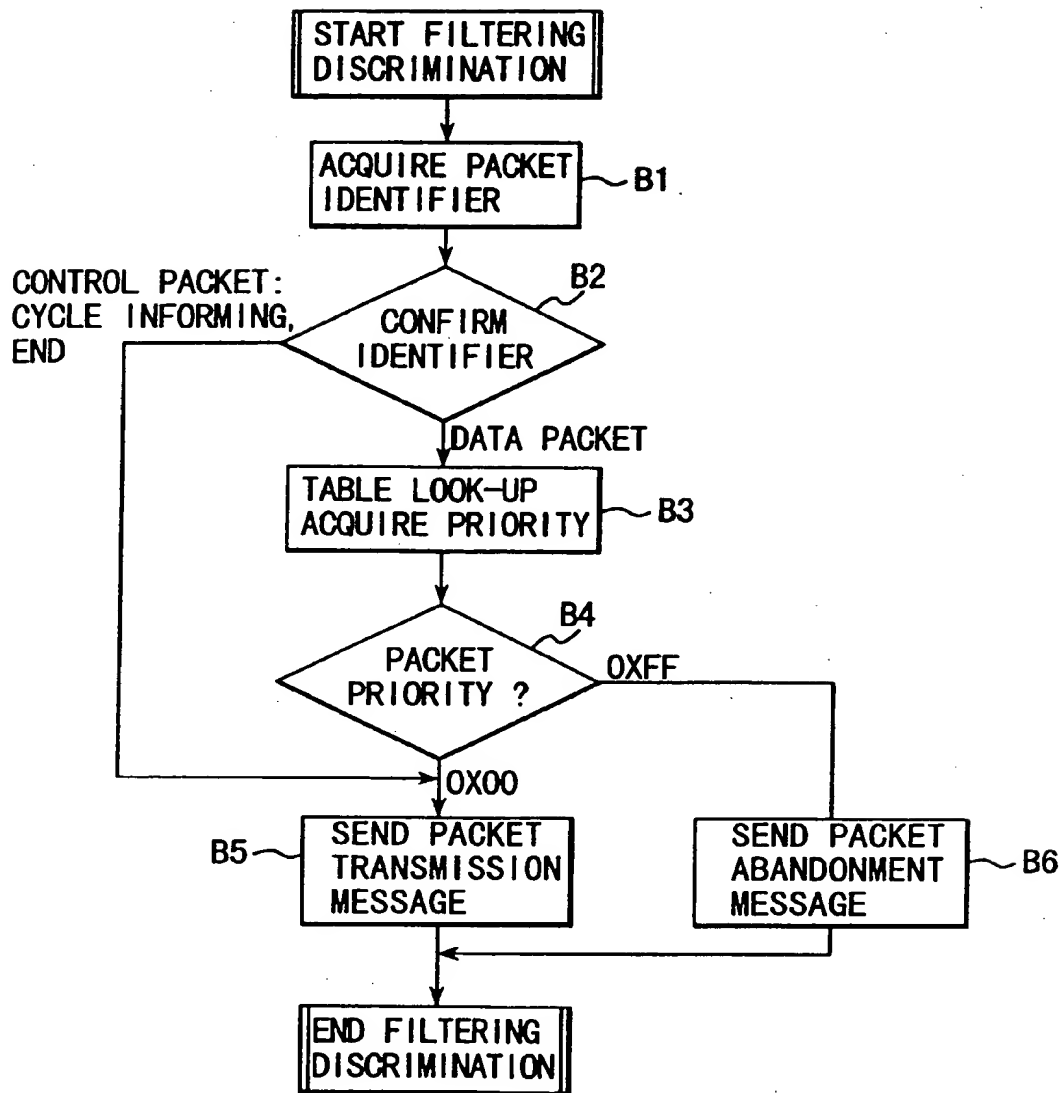 START FILTERING
DISCRIMINATION
ACQUIRE PACKET
IDENTIFIER
B1
CONTROL PACKET:
CYCLE INFORMING,
END
B2
CONFIRM
IDENTIFIER
DATA PACKET
TABLE LOOK-UP
ACQUIRE PRIORITY
B3
B4
PACKET
PRIORITY ?
0XFF
0X00
B5
SEND PACKET
TRANSMISSION
MESSAGE
SEND PACKET
ABANDONMENT
MESSAGE
B6
END FILTERING
DISCRIMINATION